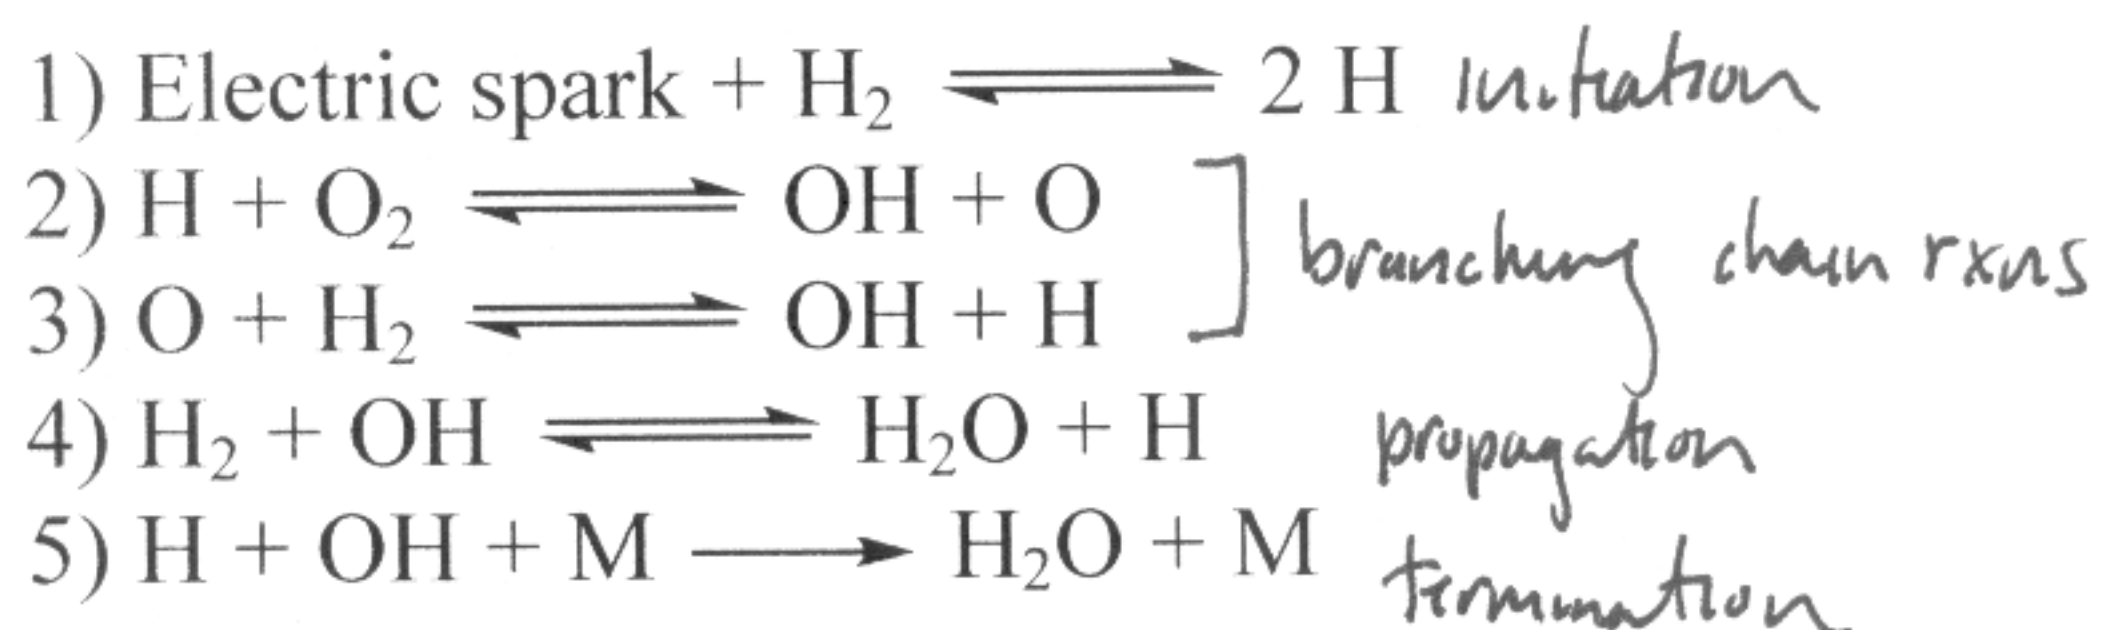 1) Electric spark + H₂ ⇌ 2 H initiation
2) H + O₂ ⇌ OH + O
branching chain rxns
3) O + H₂ ⇌ OH + H
4) H₂ + OH ⇌ H₂O + H propagation
5) H + OH + M → H₂O + M termination